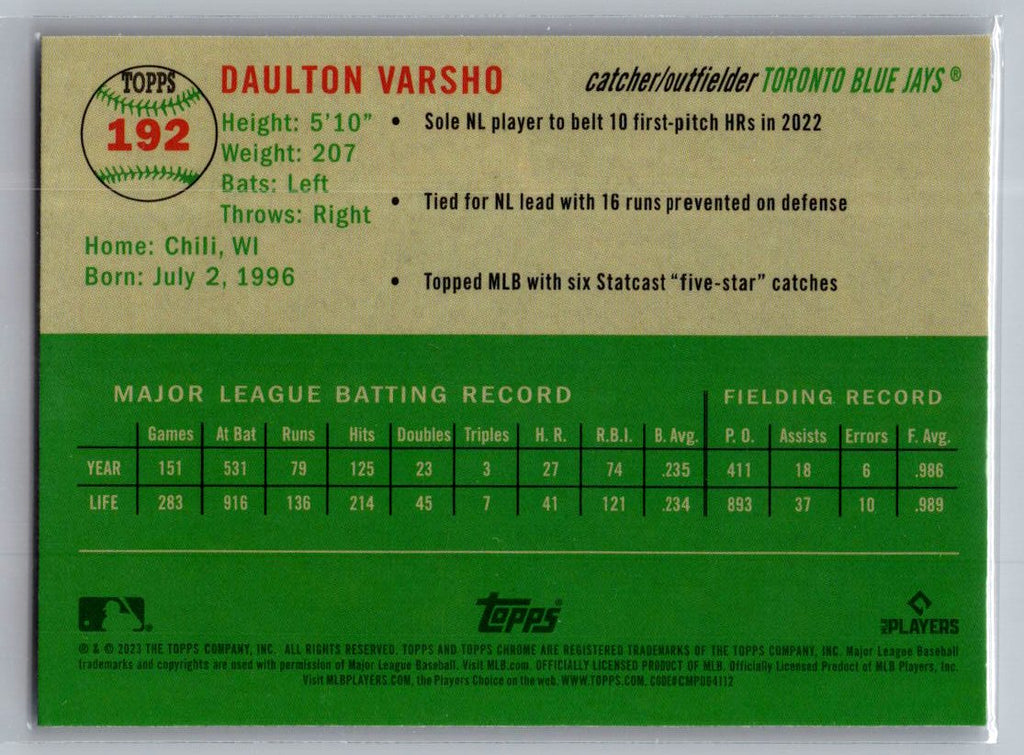 TOPPS
192
DAULTON VARSHO
catcher/outfielder TORONTO BLUE JAYS ®
Height: 5'10"
Weight: 207
Bats: Left
Throws: Right
Home: Chili, WI
Born: July 2, 1996
• Sole NL player to belt 10 first-pitch HRs in 2022
• Tied for NL lead with 16 runs prevented on defense
• Topped MLB with six Statcast "five-star" catches
MAJOR LEAGUE BATTING RECORD FIELDING RECORD
Games At Bat Runs Hits Doubles Triples H. R. R.B.I. B. Avg. P. O. Assists Errors F. Avg.
YEAR 151 531 79 125 23 3 27 74 .235 411 18 6 .986
LIFE 283 916 136 214 45 7 41 121 .234 893 37 10 .989
Topps®
MLB PLAYERS
® & © 2023 THE TOPPS COMPANY, INC. ALL RIGHTS RESERVED. TOPPS AND TOPPS CHROME ARE REGISTERED TRADEMARKS OF THE TOPPS COMPANY, INC. Major League Baseball
trademarks and copyrights are used with permission of Major League Baseball. Visit MLB.com. OFFICIALLY LICENSED PRODUCT OF MLB. Officially Licensed Product of MLB Players, Inc.
Visit MLBPLAYERS.COM, the Players Choice on the web. WWW.TOPPS.COM. CODE#CMPD64112